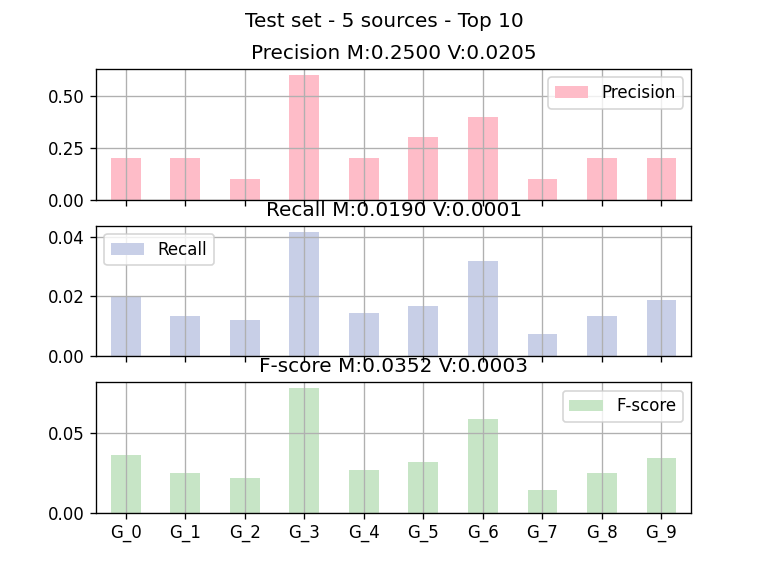 Test set - 5 sources - Top 10
Precision M:0.2500 V:0.0205
0.50
0.25
0.00
Precision
Recall M:0.0190 V:0.0001
0.04
0.02
0.00
Recall
F-score M:0.0352 V:0.0003
0.05
0.00
F-score
G_0 G_1 G_2 G_3 G_4 G_5 G_6 G_7 G_8 G_9